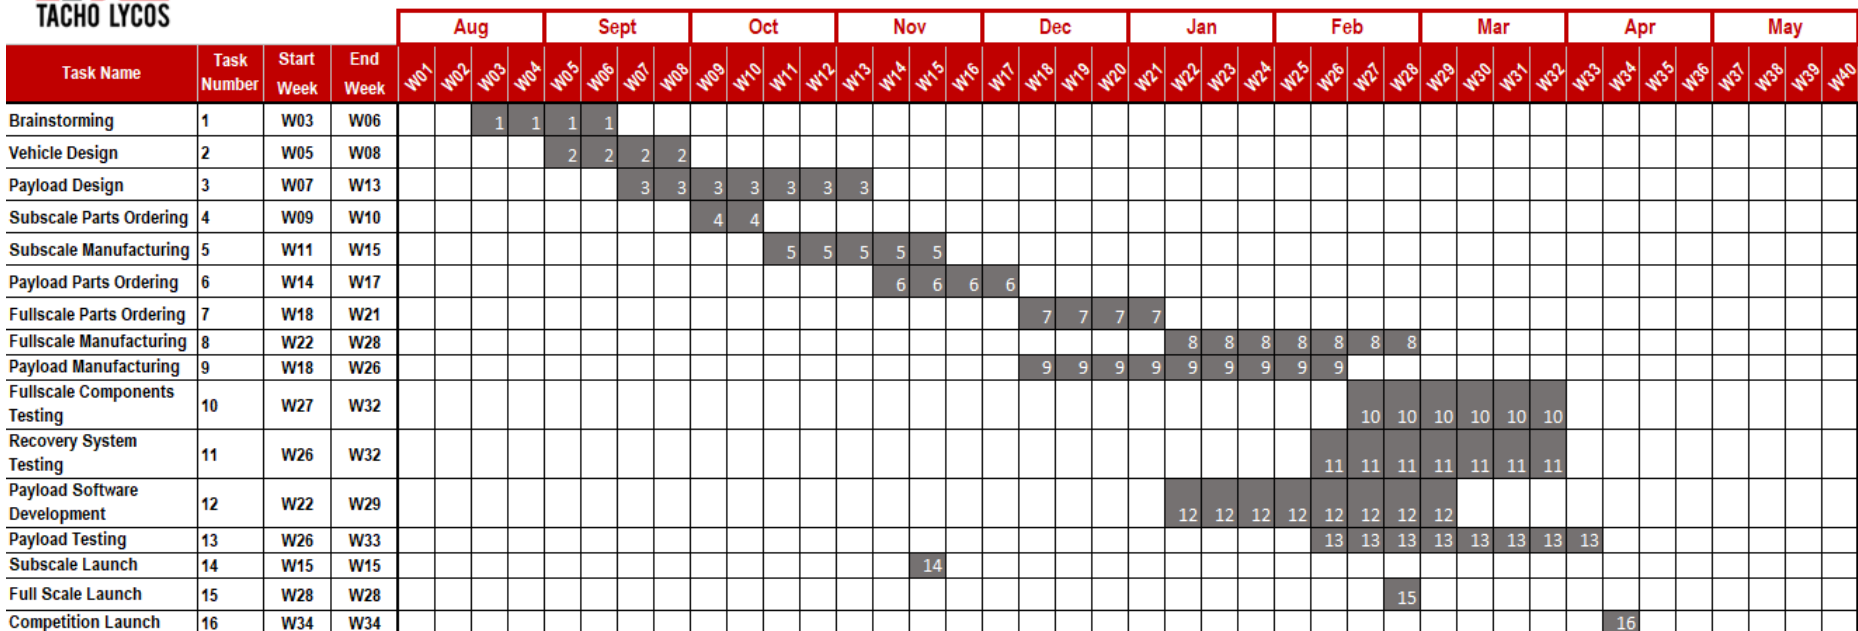 TACHO LYCOS
Aug Sept Oct Nov Dec Jan Feb Mar Apr May
Task Name Task Number Start Week End Week W01 W02 W03 W04 W05 W06 W07 W08 W09 W10 W11 W12 W13 W14 W15 W16 W17 W18 W19 W20 W21 W22 W23 W24 W25 W26 W27 W28 W29 W30 W31 W32 W33 W34 W35 W36 W37 W38 W39 W40
Brainstorming 1 W03 W06 1 1 1 1
Vehicle Design 2 W05 W08 2 2 2 2
Payload Design 3 W07 W13 3 3 3 3 3 3 3
Subscale Parts Ordering 4 W09 W10 4 4
Subscale Manufacturing 5 W11 W15 5 5 5 5 5
Payload Parts Ordering 6 W14 W17 6 6 6 6
Fullscale Parts Ordering 7 W18 W21 7 7 7 7
Fullscale Manufacturing 8 W22 W28 8 8 8 8 8 8 8
Payload Manufacturing 9 W18 W26 9 9 9 9 9 9 9 9 9
Fullscale Components
Testing 10 W27 W32 10 10 10 10 10 10
Recovery System
Testing 11 W26 W32 11 11 11 11 11 11 11
Payload Software
Development 12 W22 W29 12 12 12 12 12 12 12 12
Payload Testing 13 W26 W33 13 13 13 13 13 13 13 13
Subscale Launch 14 W15 W15 14
Full Scale Launch 15 W28 W28 15
Competition Launch 16 W34 W34 16